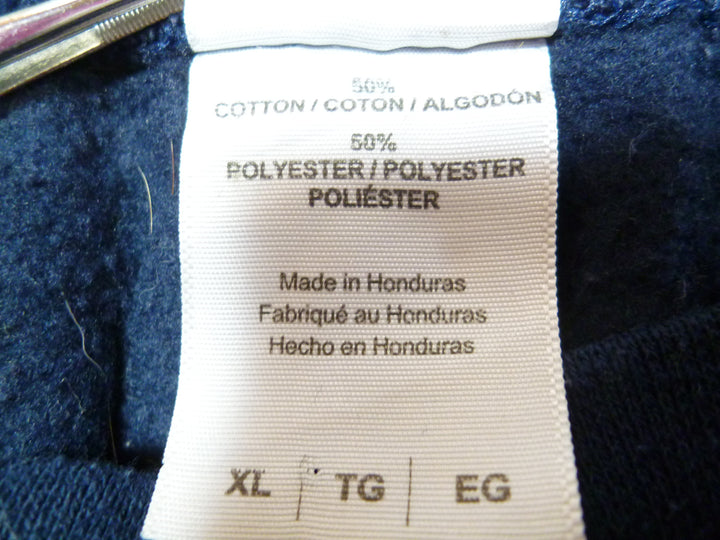 50%
COTTON / COTON / ALGODÓN
50%
POLYESTER / POLYESTER
POLIÉSTER
Made in Honduras
Fabriqué au Honduras
Hecho en Honduras
XL | TG | EG